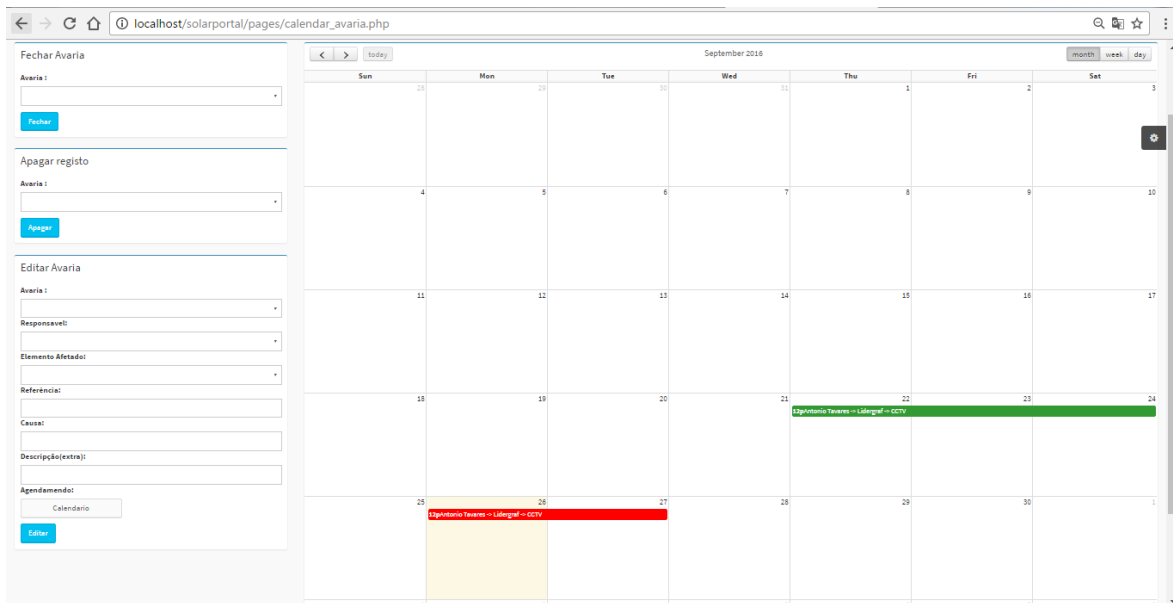 localhost/solarportal/pages/calendar_avaria.php
Fechar Avaria
Avaria :
Fechar
Apagar registo
Avaria :
Apagar
Editar Avaria
Avaria :
Responsavel:
Elemento Afetado:
Referência:
Causa:
Descripção(extra):
Agendamendo:
Calendario
Editar
today
September 2016
month week day
Sun Mon Tue Wed Thu Fri Sat
28 29 30 31 1 2 3
4 5 6 7 8 9 10
11 12 13 14 15 16 17
18 19 20 21 22 23 24
12pAntonio Tavares -> Lidergraf -> CCTV
25 26 27 28 29 30 1
12pAntonio Tavares -> Lidergraf -> CCTV